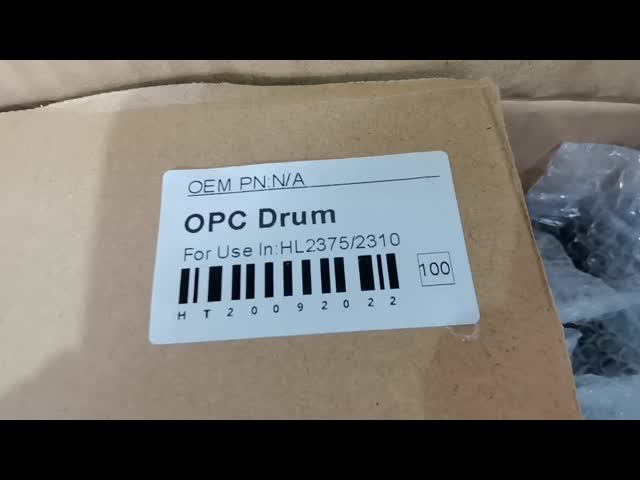 OEM PN:N/A
OPC Drum
For Use In:HL2375/2310
100
HT20092022